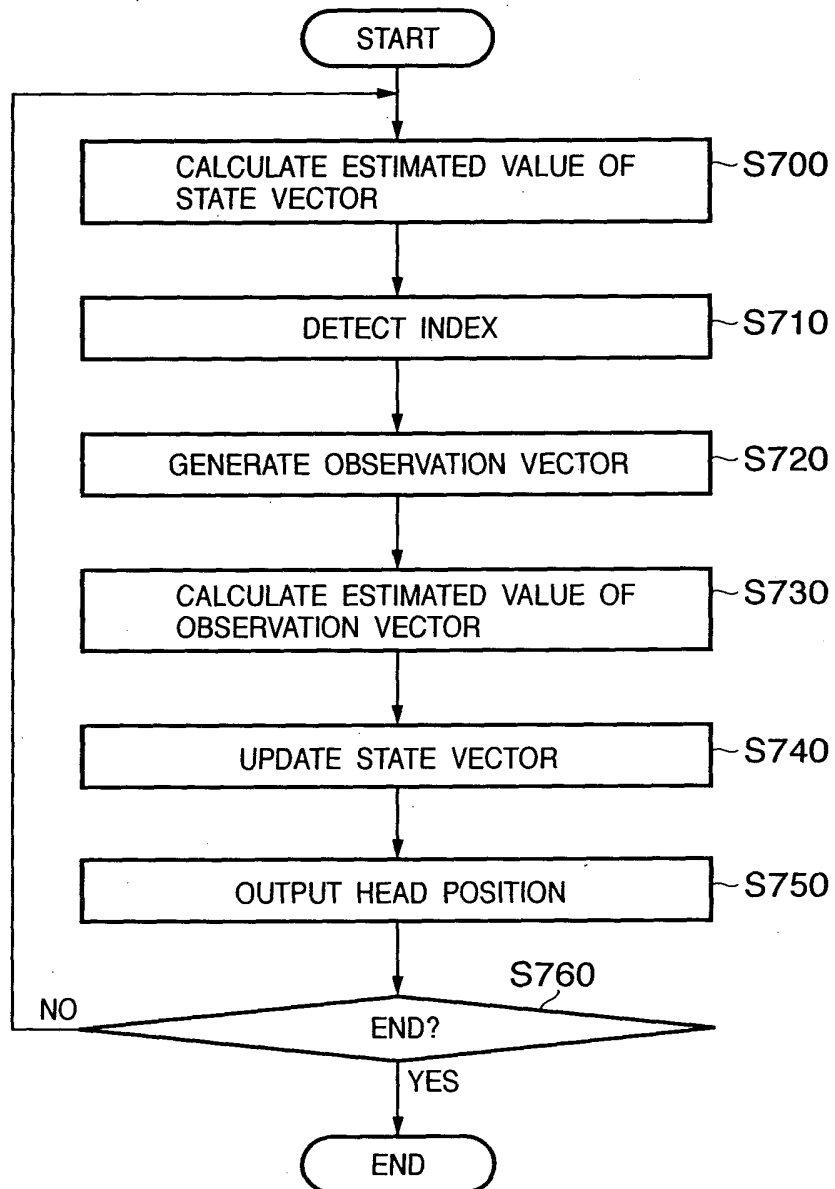 START
CALCULATE ESTIMATED VALUE OF
STATE VECTOR
S700
DETECT INDEX
S710
GENERATE OBSERVATION VECTOR
S720
CALCULATE ESTIMATED VALUE OF
OBSERVATION VECTOR
S730
UPDATE STATE VECTOR
S740
OUTPUT HEAD POSITION
S750
S760
NO
END?
YES
END